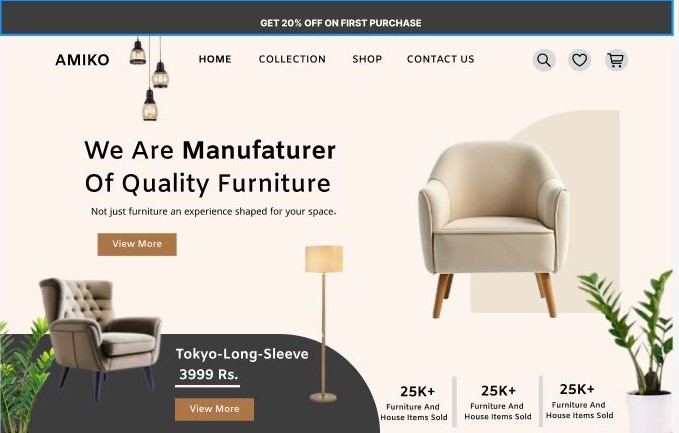 GET 20% OFF ON FIRST PURCHASE
AMIKO
HOME COLLECTION SHOP CONTACT US
We Are Manufaturer
Of Quality Furniture
Not just furniture an experience shaped for your space.
View More
Tokyo-Long-Sleeve
3999 Rs.
View More
25K+
Furniture And
House Items Sold
25K+
Furniture And
House Items Sold
25K+
Furniture And
House Items Sold